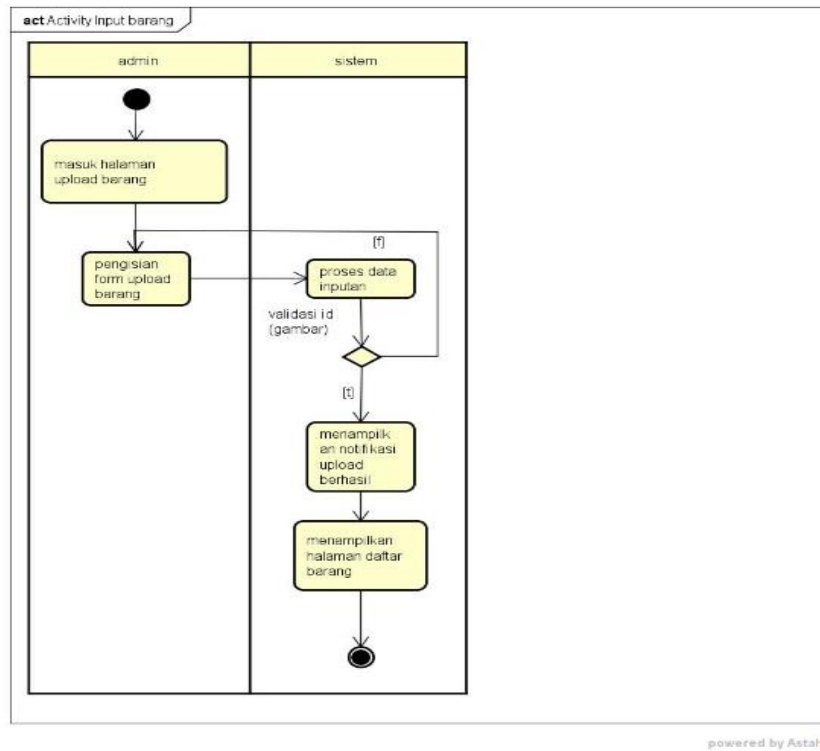 act Activity Input barang
admin
sistem
masuk halaman
upload barang
[f]
pengisian
form upload
barang
proses data
inputan
validasi id
(gambar)
[t]
menampilk
an notifikasi
upload
berhasil
menampilkan
halaman daftar
barang
powered by Astah